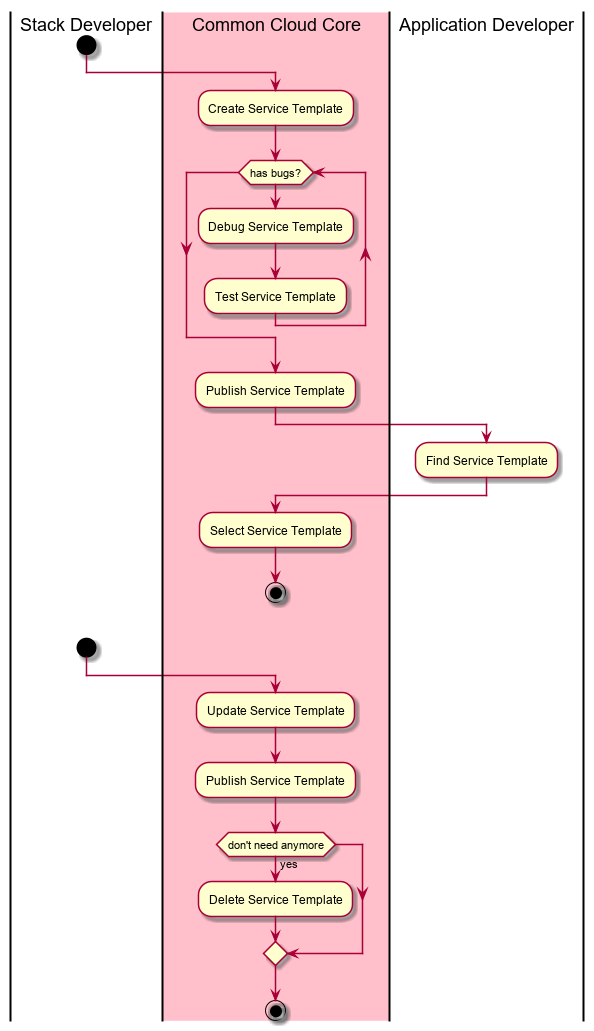 Stack Developer
Common Cloud Core
Application Developer
Create Service Template
has bugs?
Debug Service Template
Test Service Template
Publish Service Template
Find Service Template
Select Service Template
Update Service Template
Publish Service Template
don't need anymore
yes
Delete Service Template